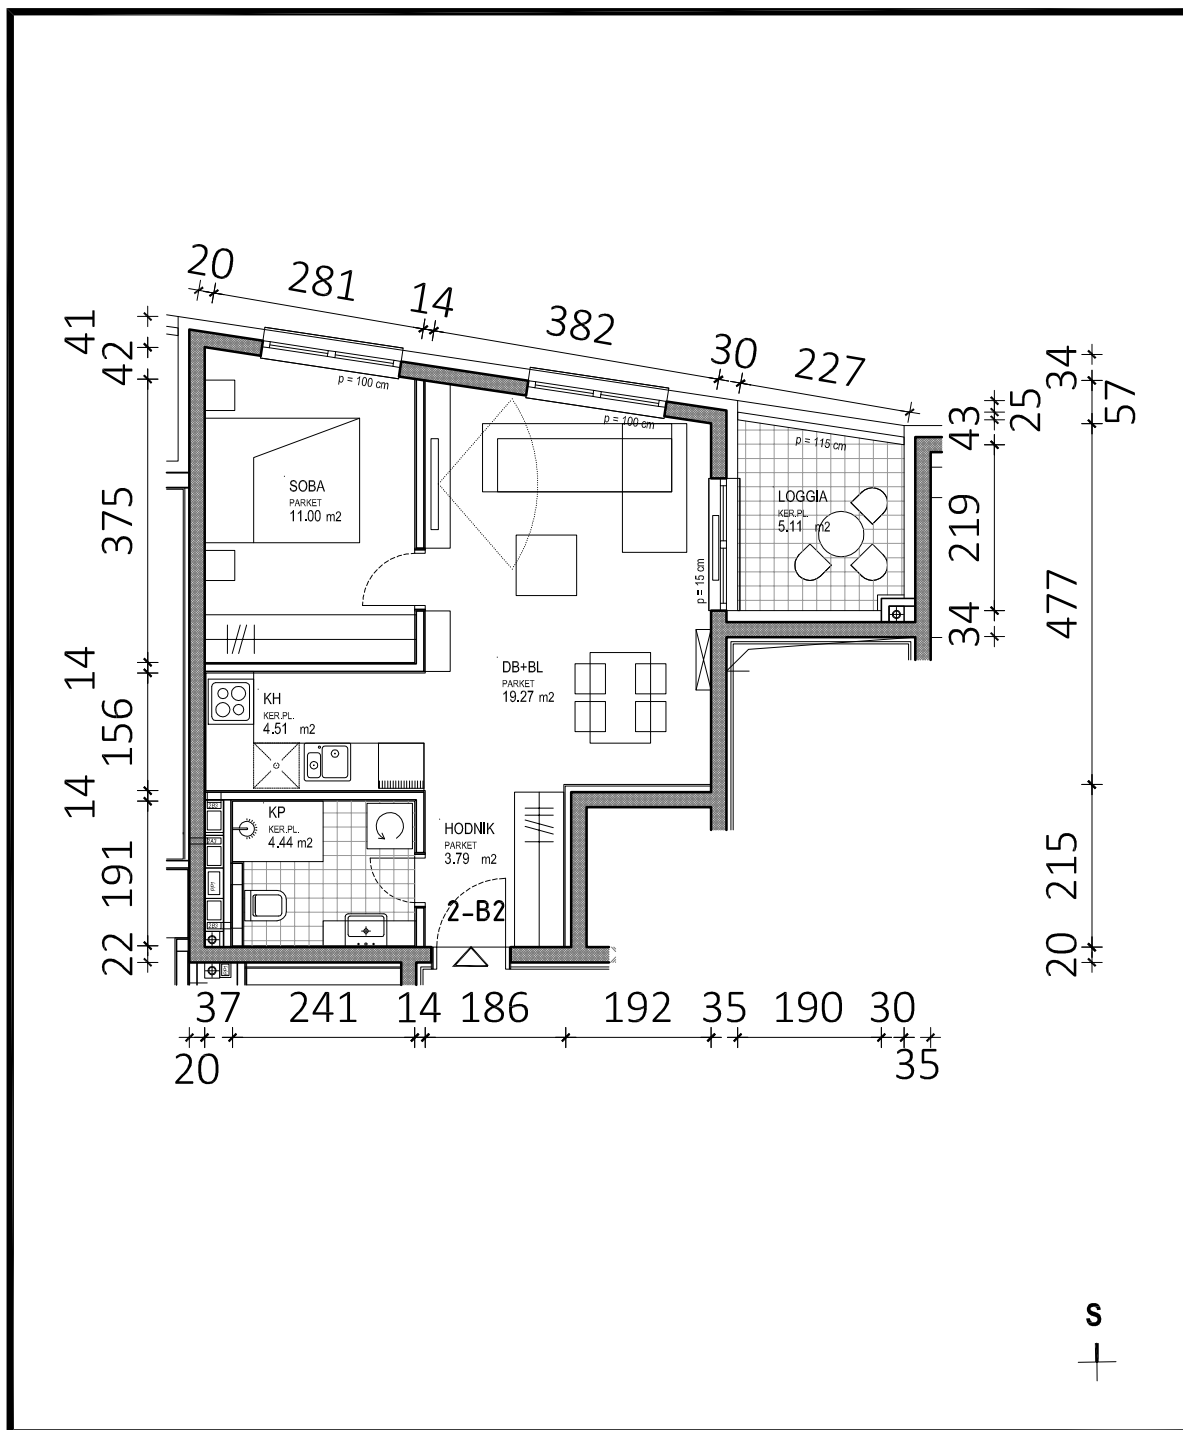 20
281
14
382
30
227
41
42
375
14
156
14
191
22
34
57
25
43
219
34
477
215
20
p = 100 cm
p = 100 cm
p = 115 cm
SOBA
PARKET
11.00 m2
LOGGIA
KER.PL.
5.11 m2
p = 15 cm
DB+BL
PARKET
19.27 m2
KH
KER.PL.
4.51 m2
KP
KER.PL.
4.44 m2
HODNIK
PARKET
3.79 m2
2-B2
37
241
14
186
192
35
190
30
20
35
S